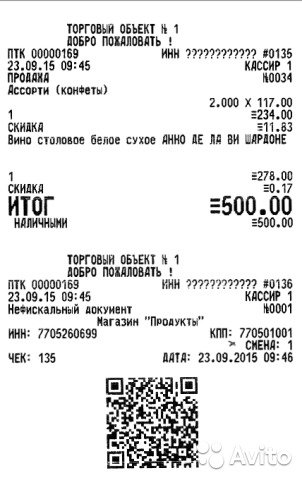 ТОРГОВЫЙ ОБЪЕКТ № 1
ДОБРО ПОЖАЛОВАТЬ !
ПТК 00000169 ИНН ???????????? #0135
23.09.15 09:45 КАССИР 1
ПРОДАЖА №0034
Ассорти (конфеты)
2.000 X 117.00
1 ≡234.00
СКИДКА ≡11.83
Вино столовое белое сухое АННО ДЕ ЛА ВИ ШАРДОНЕ
1 ≡278.00
СКИДКА ≡0.17
ИТОГ ≡500.00
НАЛИЧНЫМИ ≡500.00
ТОРГОВЫЙ ОБЪЕКТ № 1
ДОБРО ПОЖАЛОВАТЬ !
ПТК 00000169 ИНН ???????????? #0136
23.09.15 09:45 КАССИР 1
Нефискальный документ №0001
Магазин "Продукты"
ИНН: 7705260699 КПП: 770501001
СМЕНА: 1
ЧЕК: 135 ДАТА: 23.09.2015 09:46
Avito